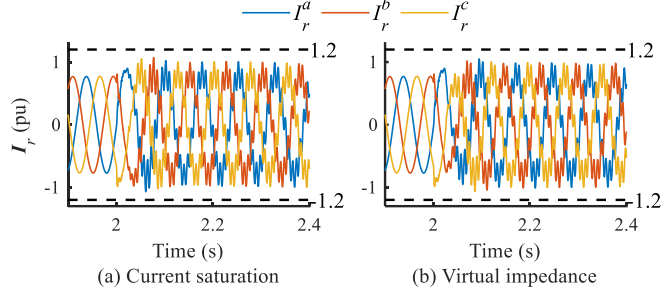 I_r^a I_r^b I_r^c
1.2 1.2
1 1
I_r (pu)
0 0
-1 -1
1.2 1.2
2 2.2 2.4 2 2.2 2.4
Time (s) Time (s)
(a) Current saturation (b) Virtual impedance